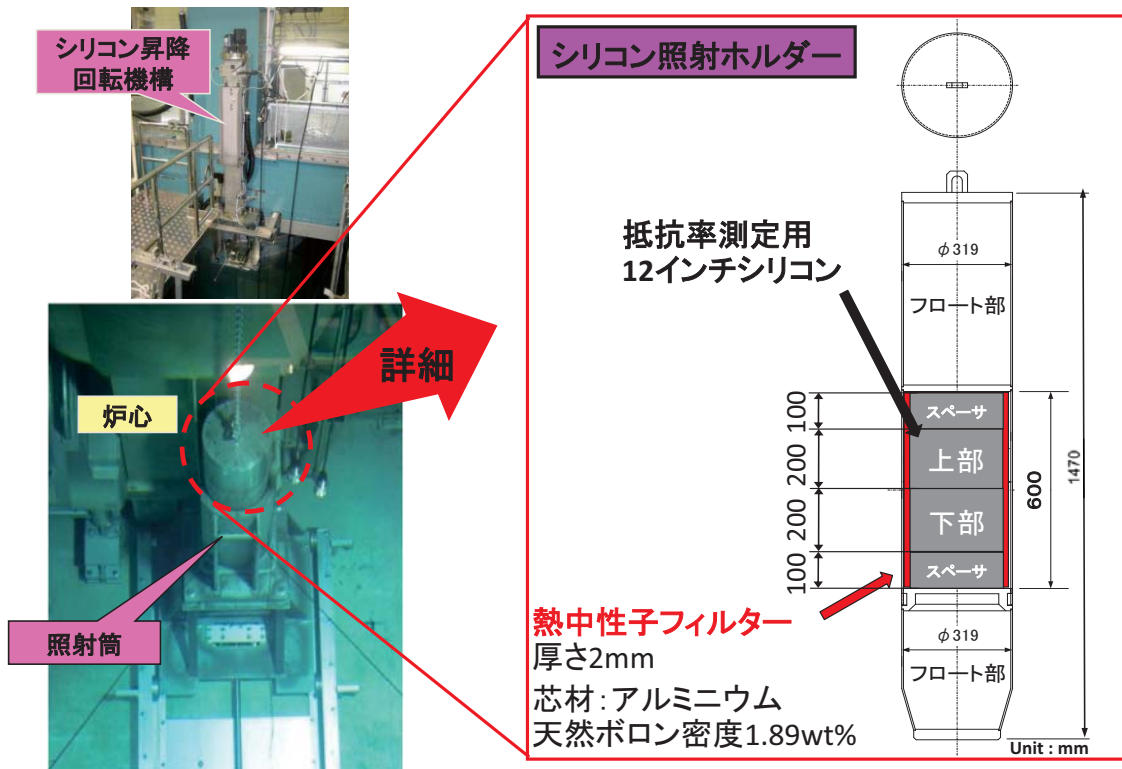 シリコン昇降
回転機構
炉心
照射筒
詳細
シリコン照射ホルダー
抵抗率測定用
12インチシリコン
φ319
フロート部
100
200
200
100
スペーサ
上部
下部
スペーサ
600
1470
熱中性子フィルター
厚さ2mm
芯材：アルミニウム
天然ボロン密度1.89wt%
φ319
フロート部
Unit : mm